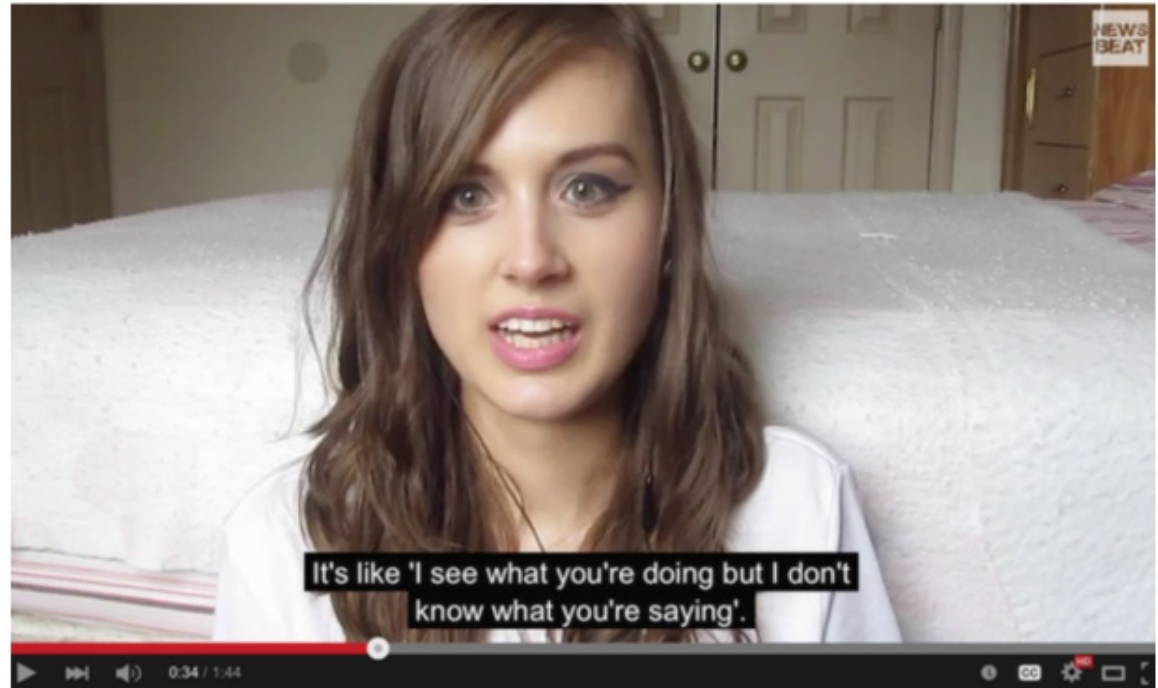 NEWS
BEAT
It's like 'I see what you're doing but I don't
know what you're saying'.
0:34 / 1:44
CC
HD